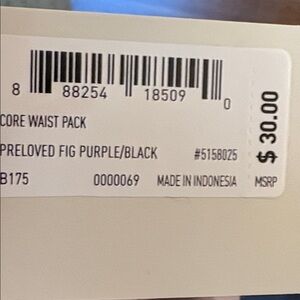 8 88254 18509 0
CORE WAIST PACK
PRELOVED FIG PURPLE/BLACK #5158025
B175 0000069 MADE IN INDONESIA
$ 30.00
MSRP